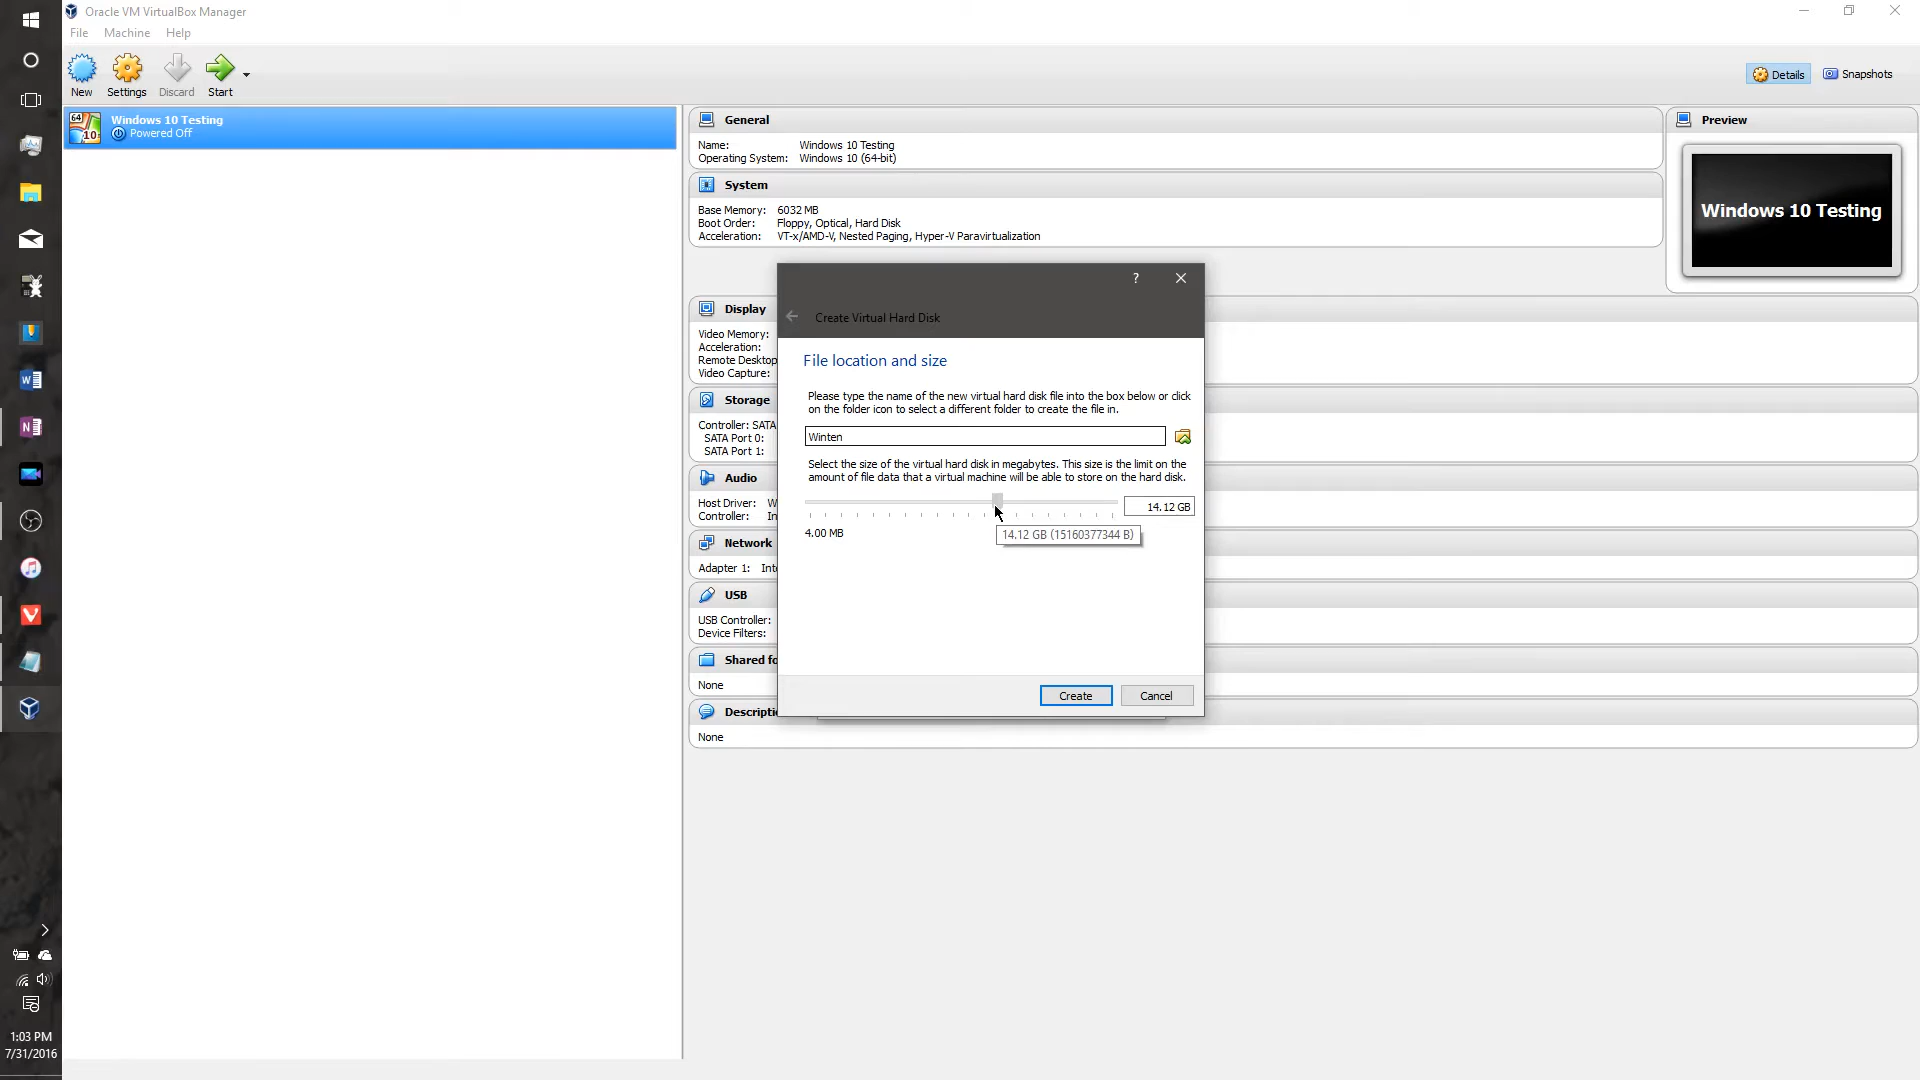 Oracle VM VirtualBox Manager
File Machine Help
New Settings Discard Start
Details Snapshots
64
10
Windows 10 Testing
Powered Off
General
Name: Windows 10 Testing
Operating System: Windows 10 (64-bit)
System
Base Memory: 6032 MB
Boot Order: Floppy, Optical, Hard Disk
Acceleration: VT-x/AMD-V, Nested Paging, Hyper-V Paravirtualization
Preview
Windows 10 Testing
Display
Video Memory:
Acceleration:
Remote Desktop
Video Capture:
Storage
Controller: SATA
SATA Port 0:
SATA Port 1:
Audio
Host Driver: W
Controller: In
Network
Adapter 1: Inte
USB
USB Controller:
Device Filters:
Shared fo
None
Descripti
None
?
Create Virtual Hard Disk
File location and size
Please type the name of the new virtual hard disk file into the box below or click
on the folder icon to select a different folder to create the file in.
Winten
Select the size of the virtual hard disk in megabytes. This size is the limit on the
amount of file data that a virtual machine will be able to store on the hard disk.
14.12 GB
4.00 MB
14.12 GB (15160377344 B)
Create Cancel
1:03 PM
7/31/2016